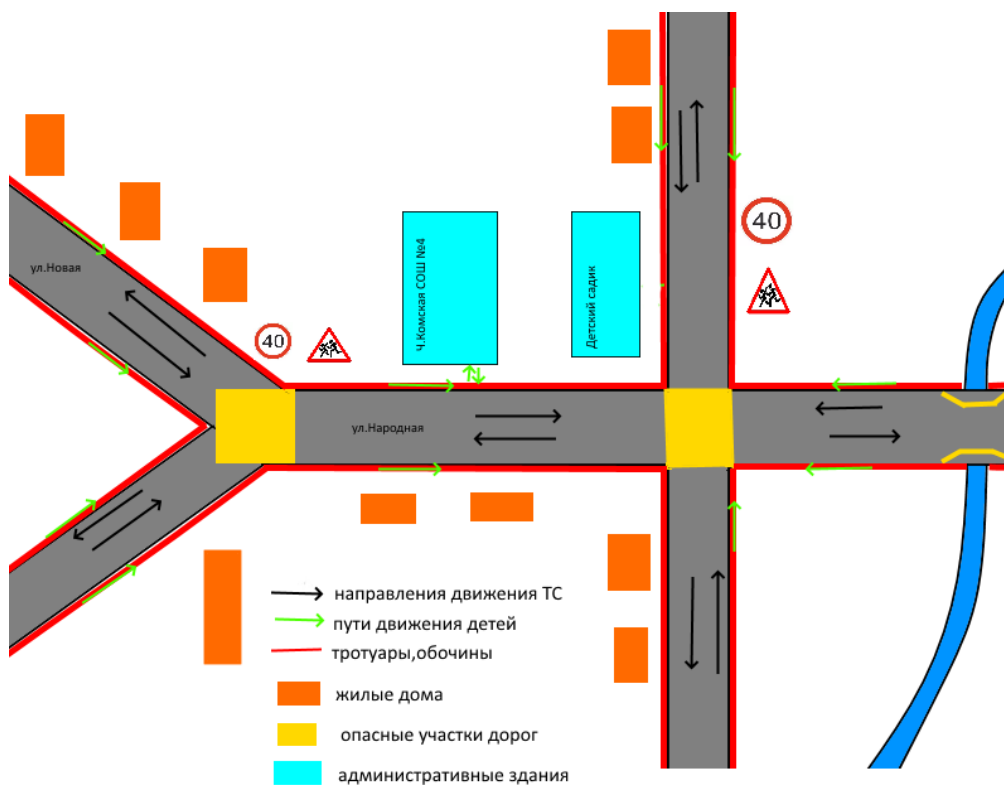 40
Ч.Комская СОШ №4
Детский садик
ул.Новая
40
ул.Народная
направления движения ТС
пути движения детей
тротуары,обочины
жилые дома
опасные участки дорог
административные здания